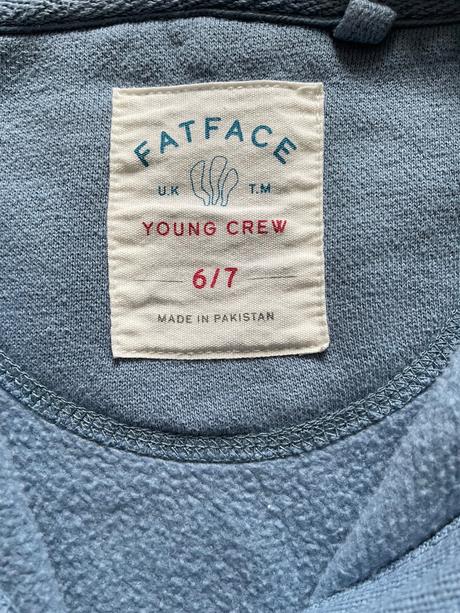 FATFACE
U.K T.M
YOUNG CREW
6/7
MADE IN PAKISTAN